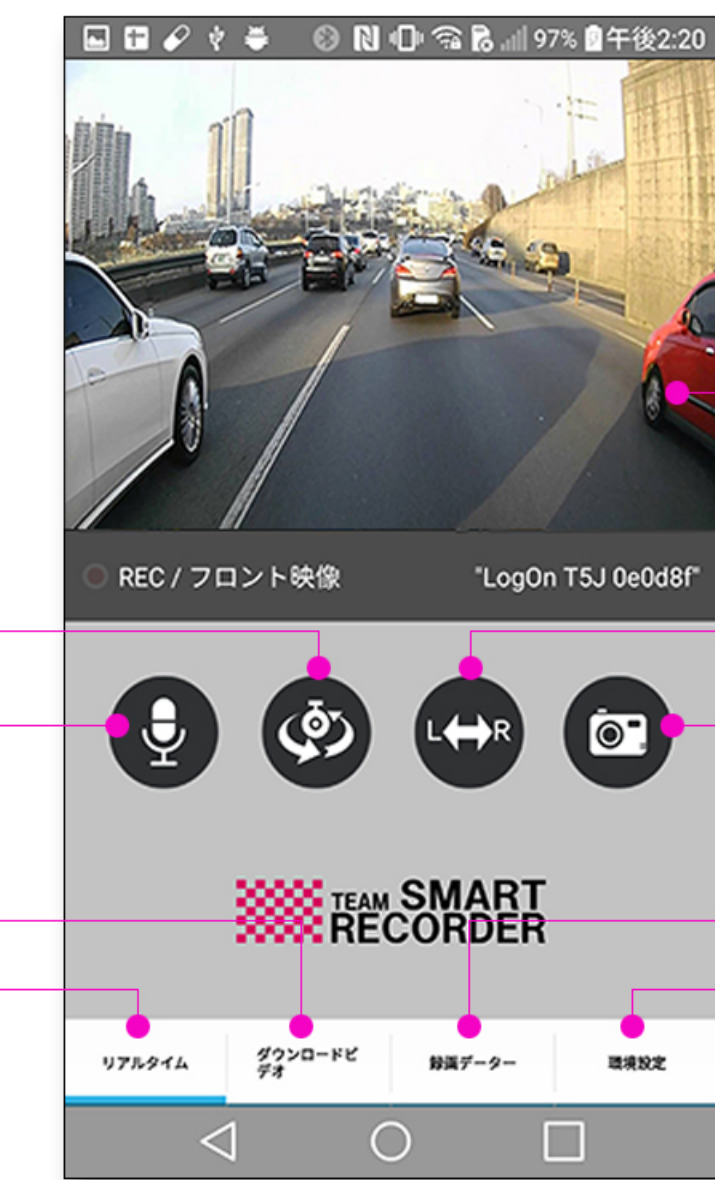 97% 午後2:20
REC / フロント映像 "LogOn T5J 0e0d8f"
L R
TEAM SMART
RECORDER
リアルタイム
ダウンロードビ
デオ
録画データー
環境設定